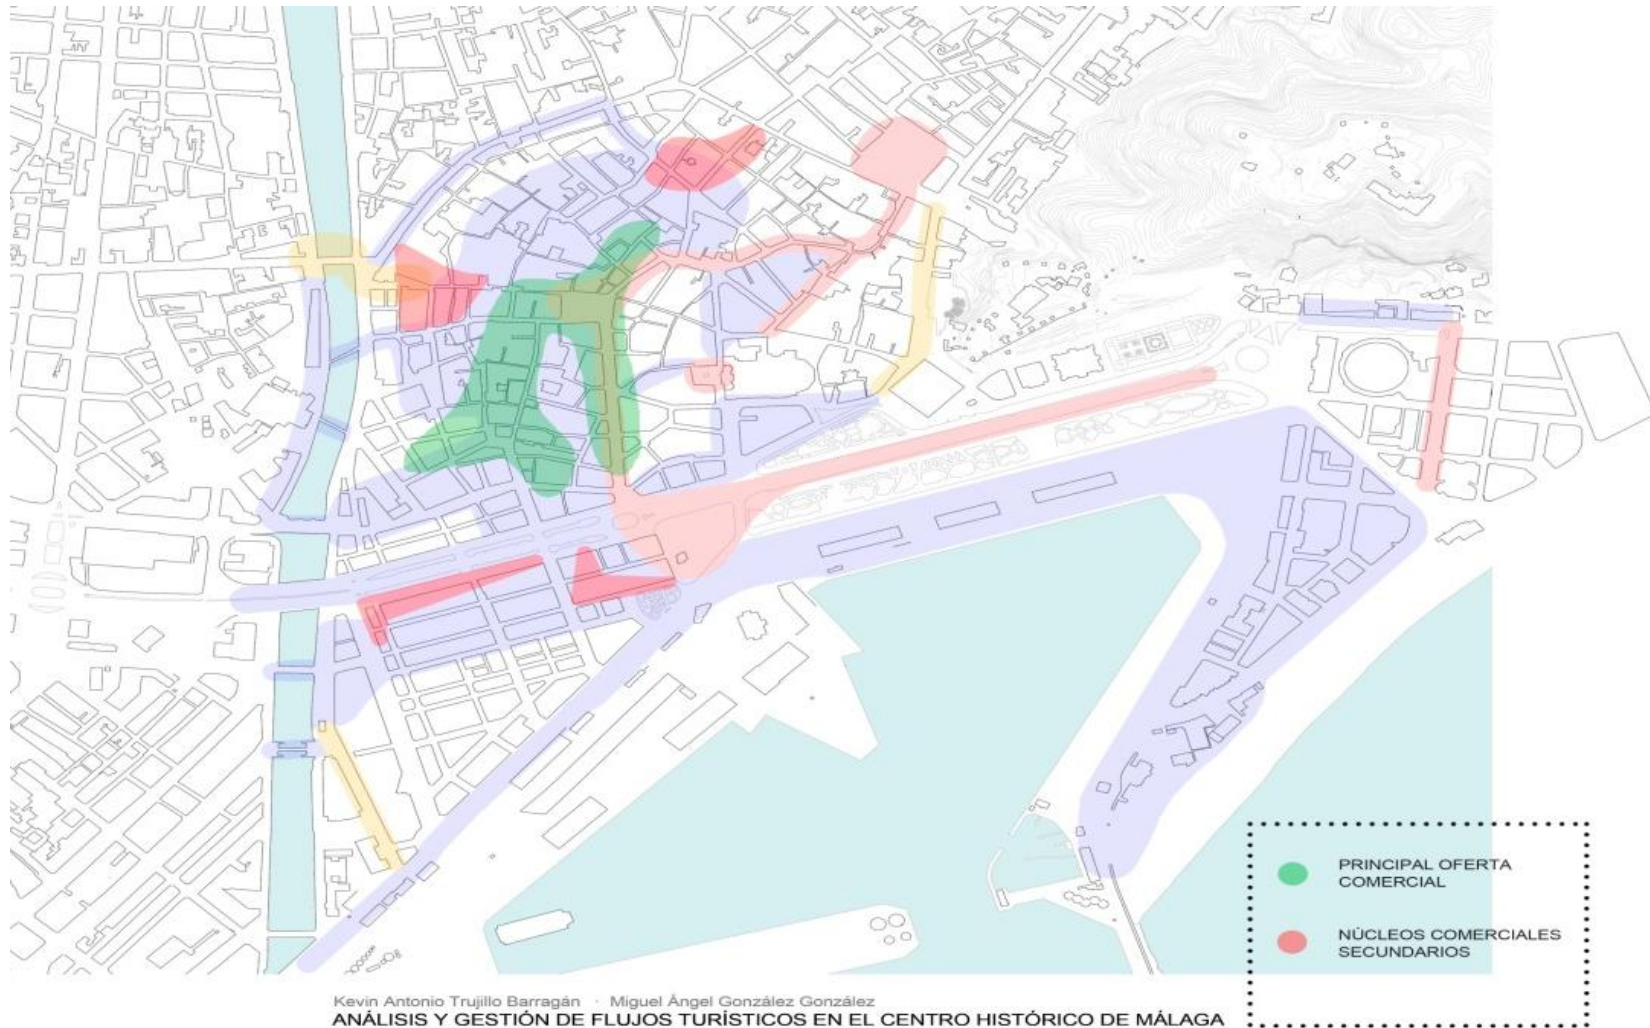 PRINCIPAL OFERTA
COMERCIAL
NÚCLEOS COMERCIALES
SECUNDARIOS
Kevin Antonio Trujillo Barragán · Miguel Ángel González González
ANÁLISIS Y GESTIÓN DE FLUJOS TURÍSTICOS EN EL CENTRO HISTÓRICO DE MÁLAGA